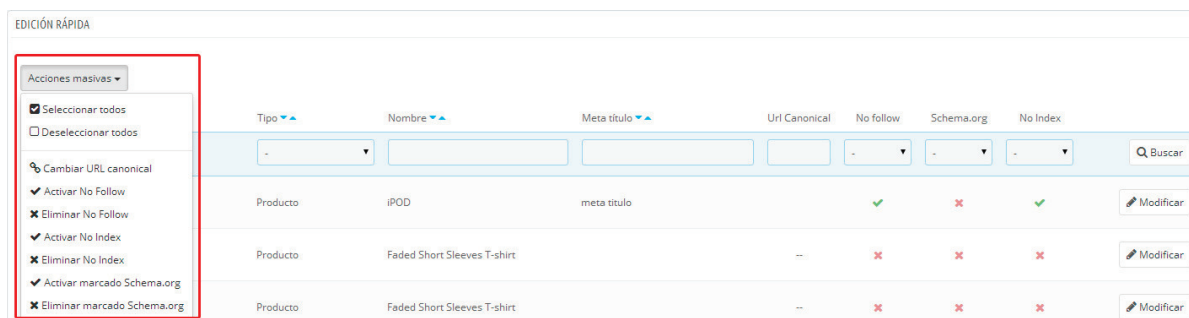 EDICIÓN RÁPIDA
Acciones masivas
Seleccionar todos
Deseleccionar todos
Cambiar URL canonical
Activar No Follow
Eliminar No Follow
Activar No Index
Eliminar No Index
Activar marcado Schema.org
Eliminar marcado Schema.org
Tipo Nombre Meta título Url Canonical No follow Schema.org No Index
- - - - Buscar
Producto iPOD meta titulo Modificar
Producto Faded Short Sleeves T-shirt -- Modificar
Producto Faded Short Sleeves T-shirt -- Modificar